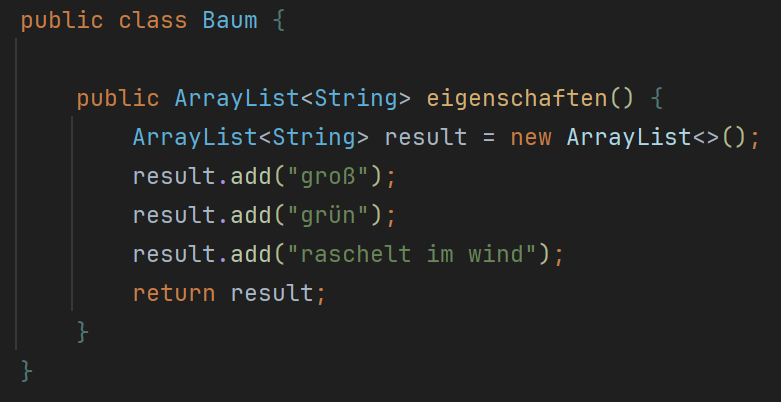 public class Baum {
public ArrayList<String> eigenschaften() {
ArrayList<String> result = new ArrayList<>();
result.add("groß");
result.add("grün");
result.add("raschelt im wind");
return result;
}
}